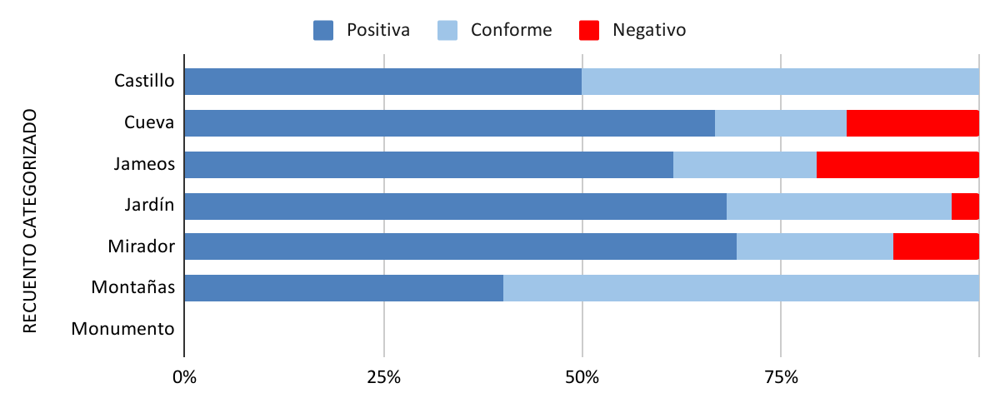 Positiva Conforme Negativo
RECUENTO CATEGORIZADO
Castillo
Cueva
Jameos
Jardín
Mirador
Montañas
Monumento
0% 25% 50% 75%